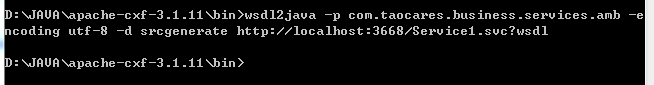 D:\JAVA\apache-cxf-3.1.11\bin>wsdl2java -p com.taocares.business.services.amb -e
ncoding utf-8 -d srcgenerate http://localhost:3668/Service1.svc?wsdl
D:\JAVA\apache-cxf-3.1.11\bin>